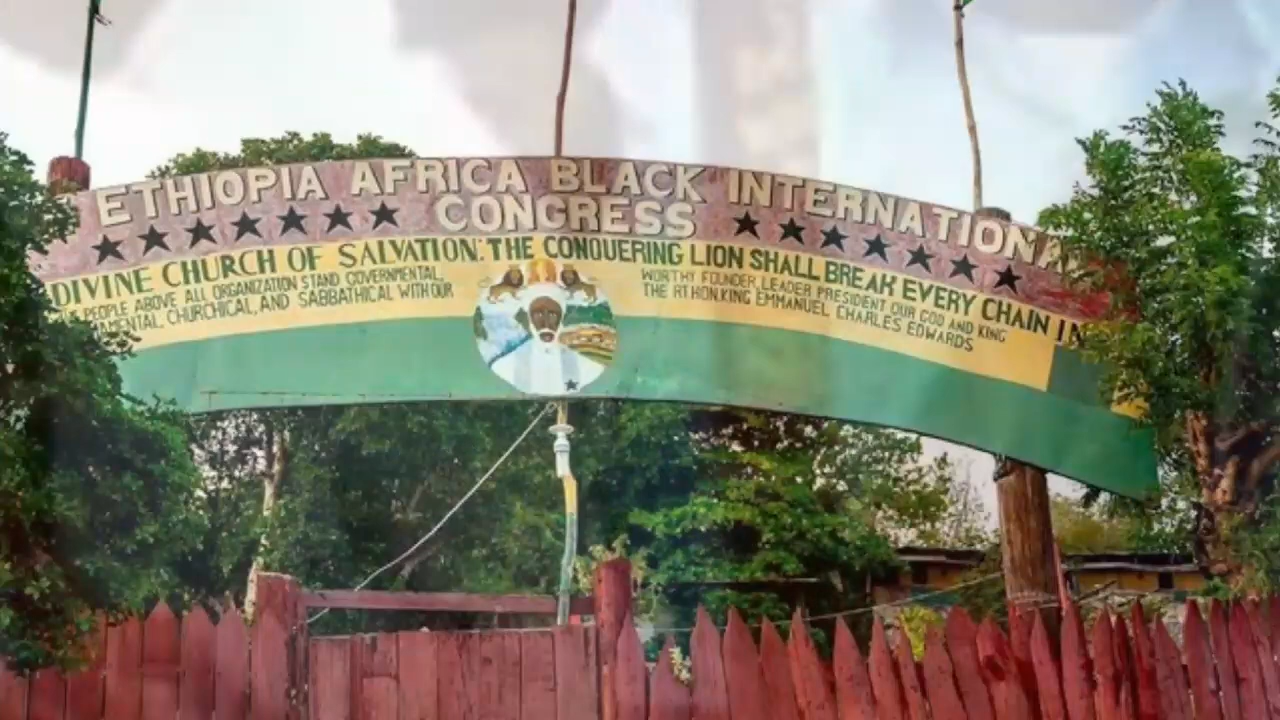 ETHIOPIA AFRICA BLACK INTERNATIONA
CONGRESS
DIVINE CHURCH OF SALVATION. THE CONQUERING LION SHALL BREAK EVERY CHAIN IN
PEOPLE ABOVE ALL ORGANIZATION STAND GOVERNMENTAL,
AMENTAL, CHURCHICAL, AND SABBATHICAL WITH OUR
WORTHY FOUNDER, LEADER PRESIDENT OUR GOD AND KING
THE RT HON. KING EMMANUEL CHARLES EDWARDS